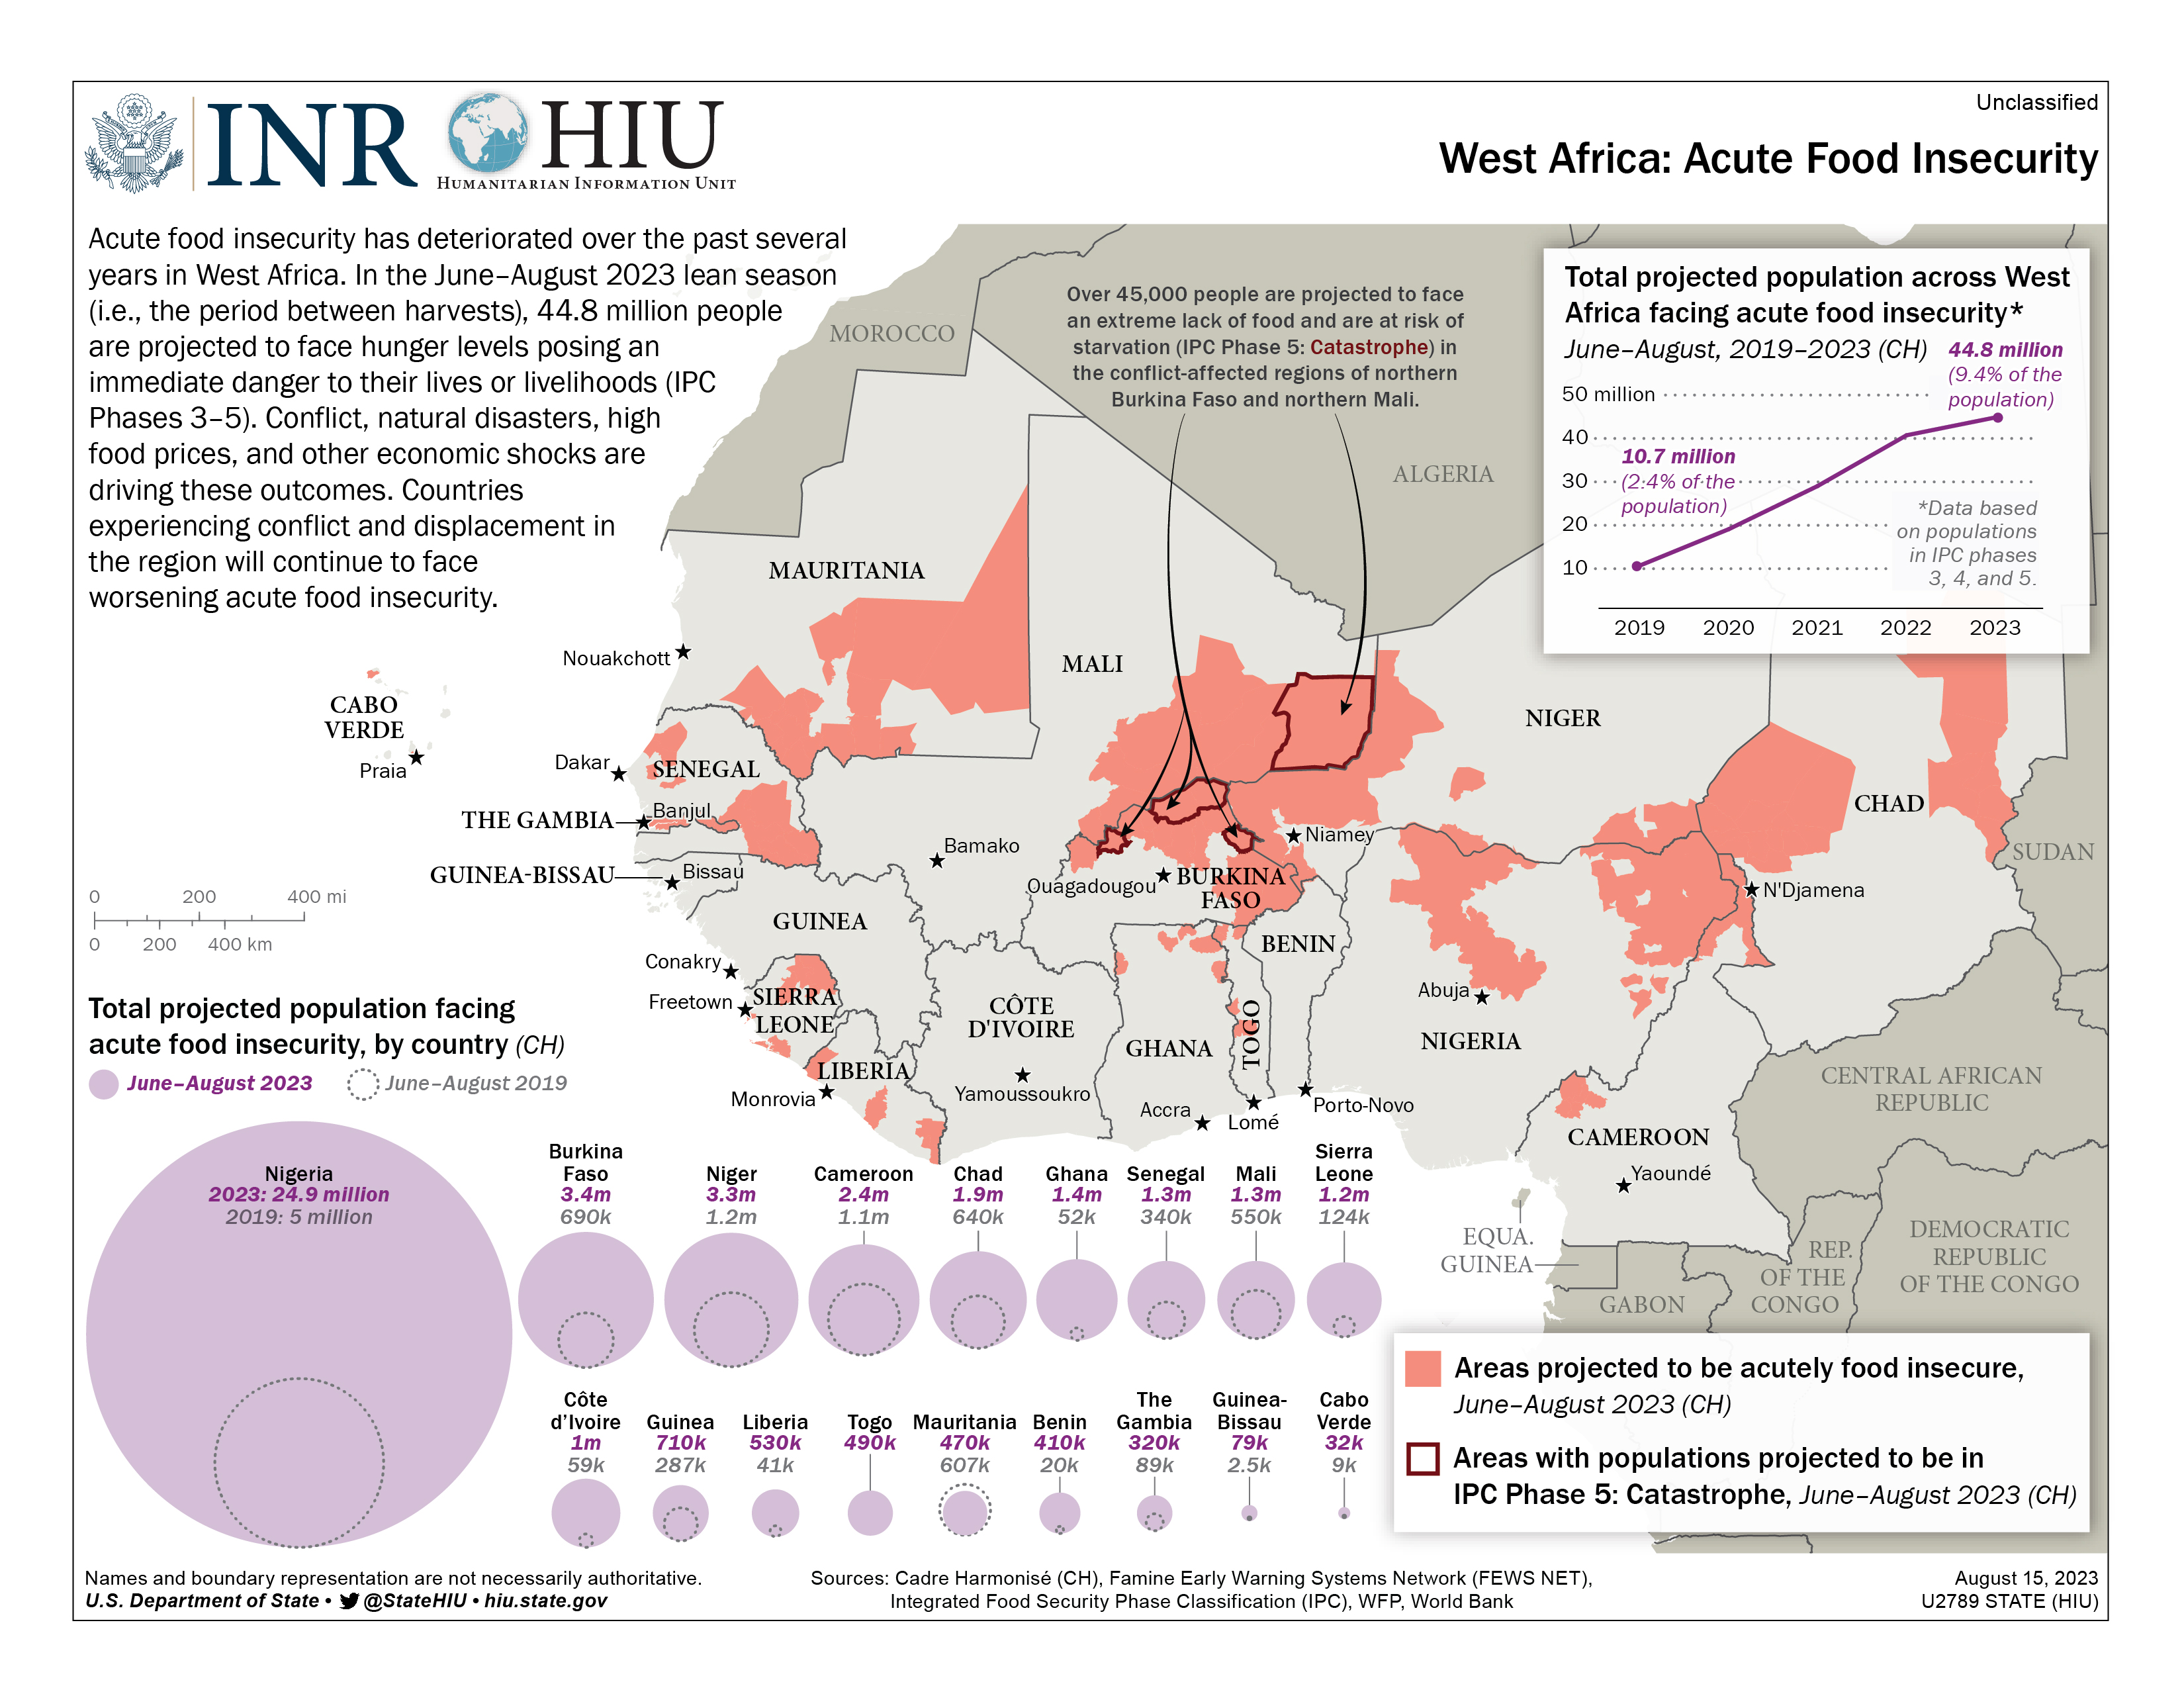 INR
HIU
HUMANITARIAN INFORMATION UNIT
Unclassified
West Africa: Acute Food Insecurity
Acute food insecurity has deteriorated over the past several
years in West Africa. In the June–August 2023 lean season
(i.e., the period between harvests), 44.8 million people
are projected to face hunger levels posing an
immediate danger to their lives or livelihoods (IPC
Phases 3–5). Conflict, natural disasters, high
food prices, and other economic shocks are
driving these outcomes. Countries
experiencing conflict and displacement in
the region will continue to face
worsening acute food insecurity.
Over 45,000 people are projected to face
an extreme lack of food and are at risk of
starvation (IPC Phase 5: Catastrophe) in
the conflict-affected regions of northern
Burkina Faso and northern Mali.
Total projected population across West
Africa facing acute food insecurity*
June–August, 2019–2023 (CH)
44.8 million
(9.4% of the
population)
50 million
40
30
20
10
10.7 million
(2.4% of the
population)
*Data based
on populations
in IPC phases
3, 4, and 5.
2019 2020 2021 2022 2023
MOROCCO
ALGERIA
MAURITANIA
Nouakchott
MALI
NIGER
CHAD
SUDAN
CABO
VERDE
Praia
Dakar
SENEGAL
THE GAMBIA
Banjul
GUINEA-BISSAU
Bissau
Bamako
Niamey
Ouagadougou
BURKINA
FASO
N'Djamena
GUINEA
BENIN
Conakry
Freetown
SIERRA
LEONE
CÔTE
D'IVOIRE
Yamoussoukro
GHANA
TOGO
Abuja
NIGERIA
LIBERIA
Monrovia
Accra
Lomé
Porto-Novo
CENTRAL AFRICAN
REPUBLIC
CAMEROON
Yaoundé
EQUA.
GUINEA
GABON
REP.
OF THE
CONGO
DEMOCRATIC
REPUBLIC
OF THE CONGO
0 200 400 mi
0 200 400 km
Total projected population facing
acute food insecurity, by country (CH)
June–August 2023 June–August 2019
Nigeria
2023: 24.9 million
2019: 5 million
Burkina
Faso
3.4m
690k
Niger
3.3m
1.2m
Cameroon
2.4m
1.1m
Chad
1.9m
640k
Ghana
1.4m
52k
Senegal
1.3m
340k
Mali
1.3m
550k
Sierra
Leone
1.2m
124k
Côte
d'Ivoire
1m
59k
Guinea
710k
287k
Liberia
530k
41k
Togo
490k
Mauritania
470k
607k
Benin
410k
20k
The
Gambia
320k
89k
Guinea-
Bissau
79k
2.5k
Cabo
Verde
32k
9k
Areas projected to be acutely food insecure,
June–August 2023 (CH)
Areas with populations projected to be in
IPC Phase 5: Catastrophe, June–August 2023 (CH)
Names and boundary representation are not necessarily authoritative.
U.S. Department of State • @StateHIU • hiu.state.gov
Sources: Cadre Harmonisé (CH), Famine Early Warning Systems Network (FEWS NET),
Integrated Food Security Phase Classification (IPC), WFP, World Bank
August 15, 2023
U2789 STATE (HIU)